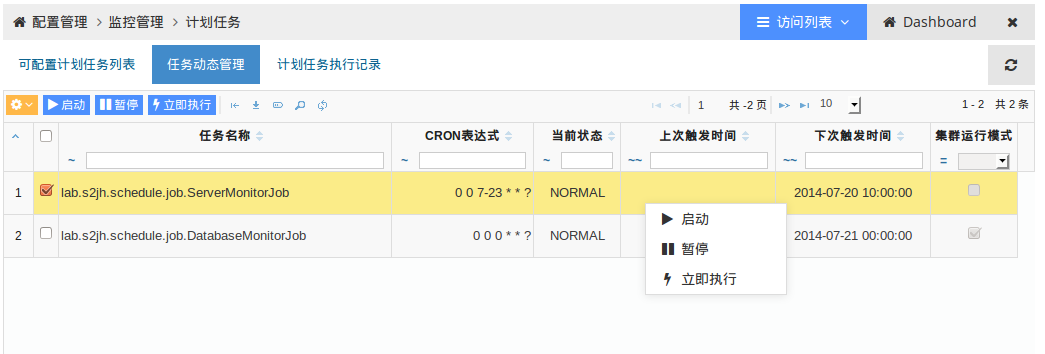 配置管理 监控管理 计划任务 访问列表 Dashboard
可配置计划任务列表 任务动态管理 计划任务执行记录
启动 暂停 立即执行 1 共 -2 页 10 1 - 2 共 2 条
任务名称 CRON表达式 当前状态 上次触发时间 下次触发时间 集群运行模式
~ ~ ~ ~~ ~~ =
1 lab.s2jh.schedule.job.ServerMonitorJob 0 0 7-23 * * ? NORMAL 2014-07-20 10:00:00
2 lab.s2jh.schedule.job.DatabaseMonitorJob 0 0 0 * * ? NORMAL 2014-07-21 00:00:00
启动
暂停
立即执行